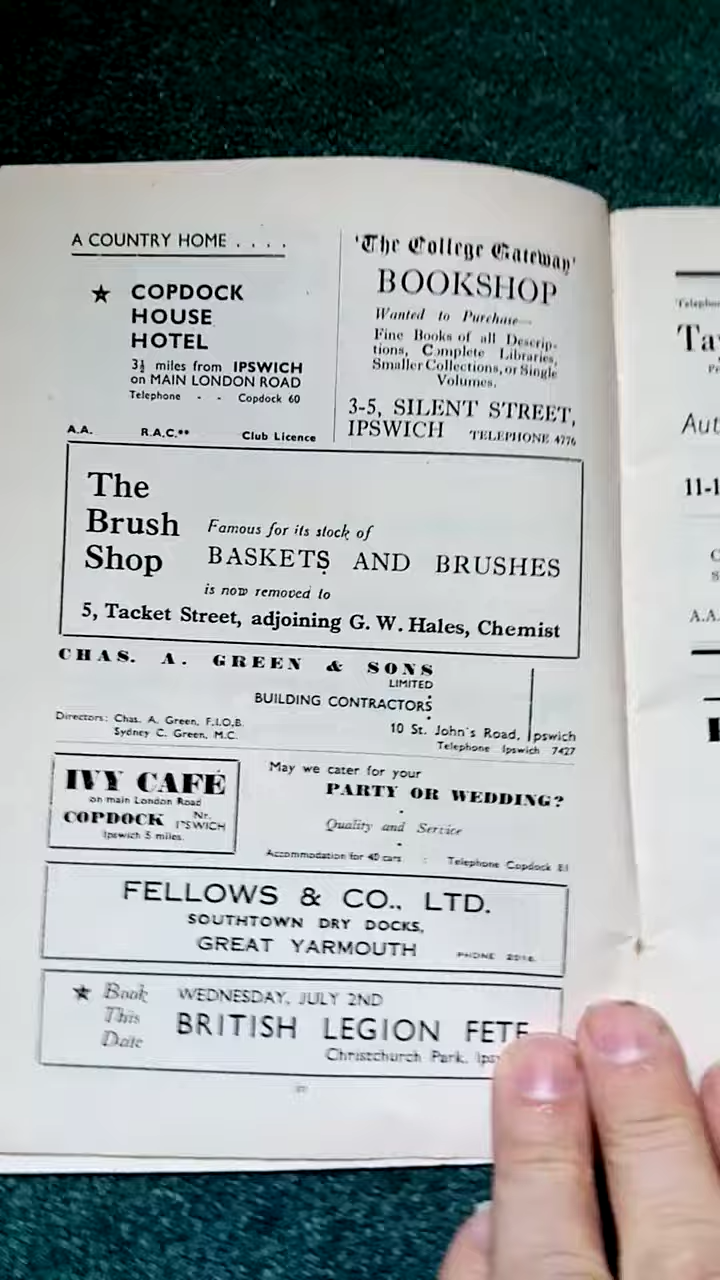 A COUNTRY HOME . . . .
★ COPDOCK
HOUSE
HOTEL
3½ miles from IPSWICH
on MAIN LONDON ROAD
Telephone - - Copdock 60
A.A. R.A.C.** Club Licence
'The College Gateway'
BOOKSHOP
Wanted to Purchase—
Fine Books of all Descrip-
tions, Complete Libraries,
Smaller Collections, or Single
Volumes.
3-5, SILENT STREET,
IPSWICH TELEPHONE 4776
The
Brush
Shop
Famous for its stock of
BASKETS AND BRUSHES
is now removed to
5, Tacket Street, adjoining G. W. Hales, Chemist
CHAS. A. GREEN & SONS
LIMITED
BUILDING CONTRACTORS
Directors: Chas. A. Green, F.I.O.B.
Sydney C. Green, M.C.
10 St. John's Road, Ipswich
Telephone Ipswich 7427
IVY CAFÉ
on main London Road
COPDOCK Nr. IPSWICH
Ipswich 5 miles.
May we cater for your
PARTY OR WEDDING?
Quality and Service
Accommodation for 40 cars : Telephone Copdock 81
FELLOWS & CO., LTD.
SOUTHTOWN DRY DOCKS,
GREAT YARMOUTH PHONE
★ Book
This
Date
WEDNESDAY, JULY 2ND
BRITISH LEGION FETE
Christchurch Park,
11-1
A.A.